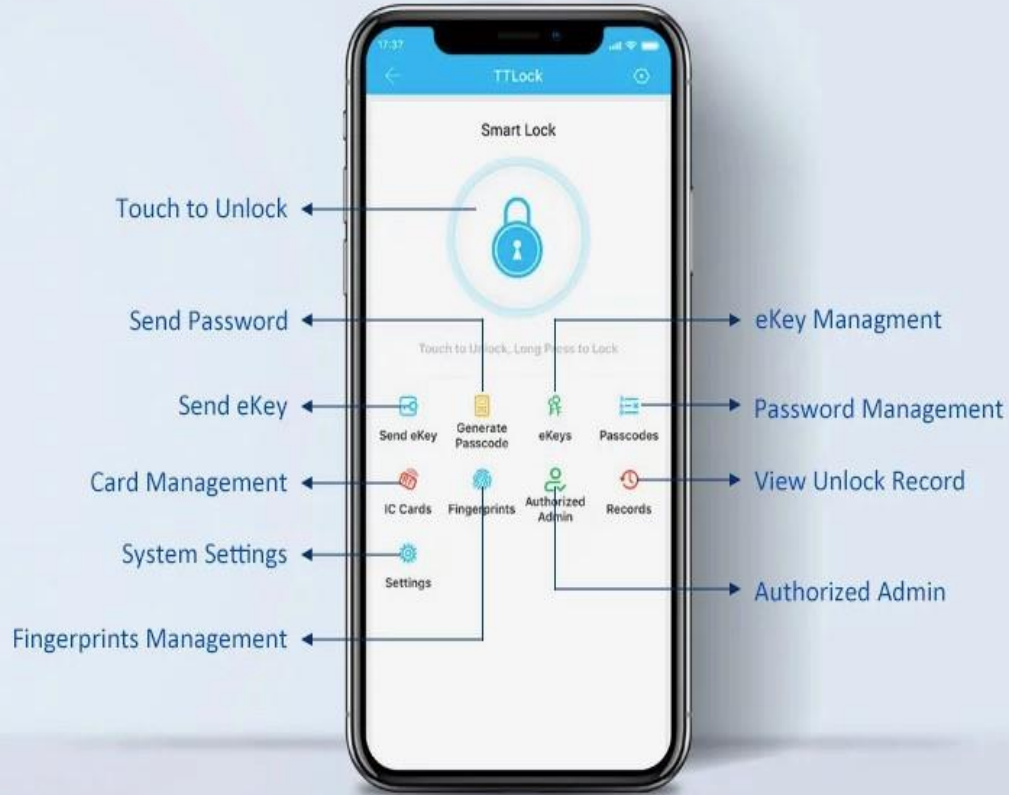 17:37
TTLock
Smart Lock
Touch to Unlock
Send Password
eKey Managment
Touch to Unlock, Long Press to Lock
Send eKey
Password Management
Send eKey
Generate
Passcode
eKeys
Passcodes
Card Management
View Unlock Record
IC Cards
Fingerprints
Authorized
Admin
Records
System Settings
Settings
Authorized Admin
Fingerprints Management